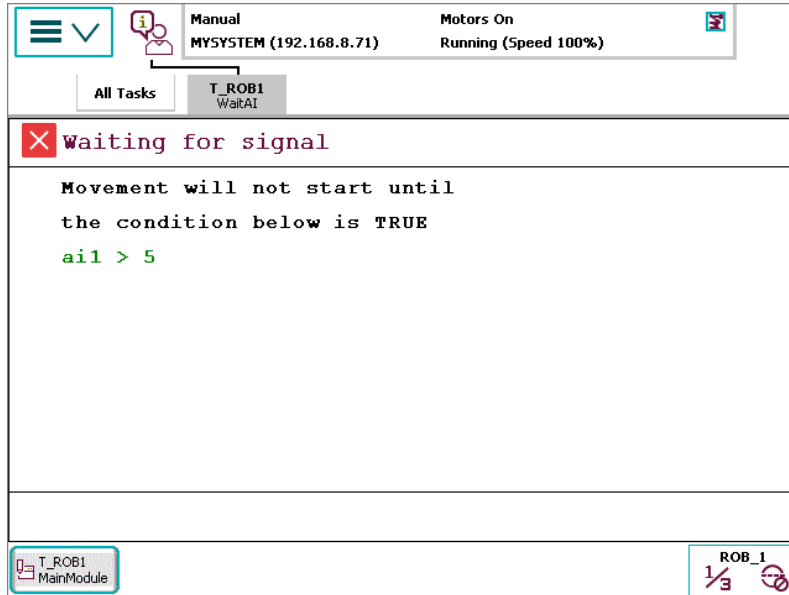 Manual
MYSYSTEM (192.168.8.71)
Motors On
Running (Speed 100%)
All Tasks
T_ROB1
WaitAI
Waiting for signal
Movement will not start until
the condition below is TRUE
ai1 > 5
T_ROB1
MainModule
ROB_1
1/3